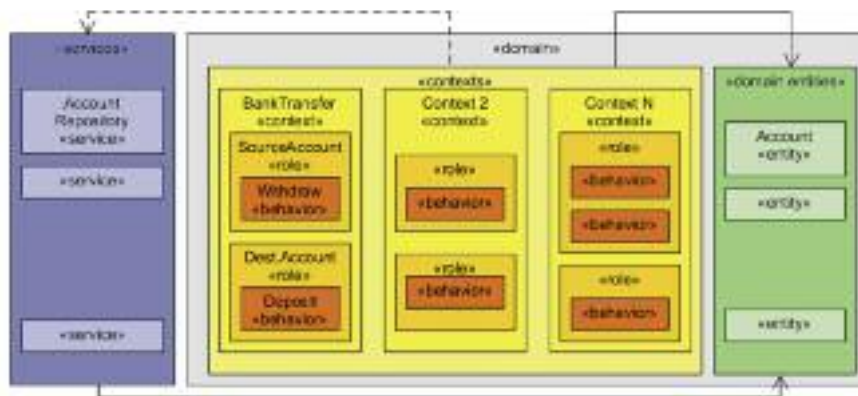 «services»
Account
Repository
«service»
«service»
«service»
«domain»
«contexts»
BankTransfer
«context»
SourceAccount
«role»
Withdraw
«behavior»
Dest.Account
«role»
Deposit
«behavior»
Context 2
«context»
«role»
«behavior»
«role»
«behavior»
Context N
«context»
«role»
«behavior»
«behavior»
«role»
«behavior»
«domain entities»
Account
«entity»
«entity»
«entity»